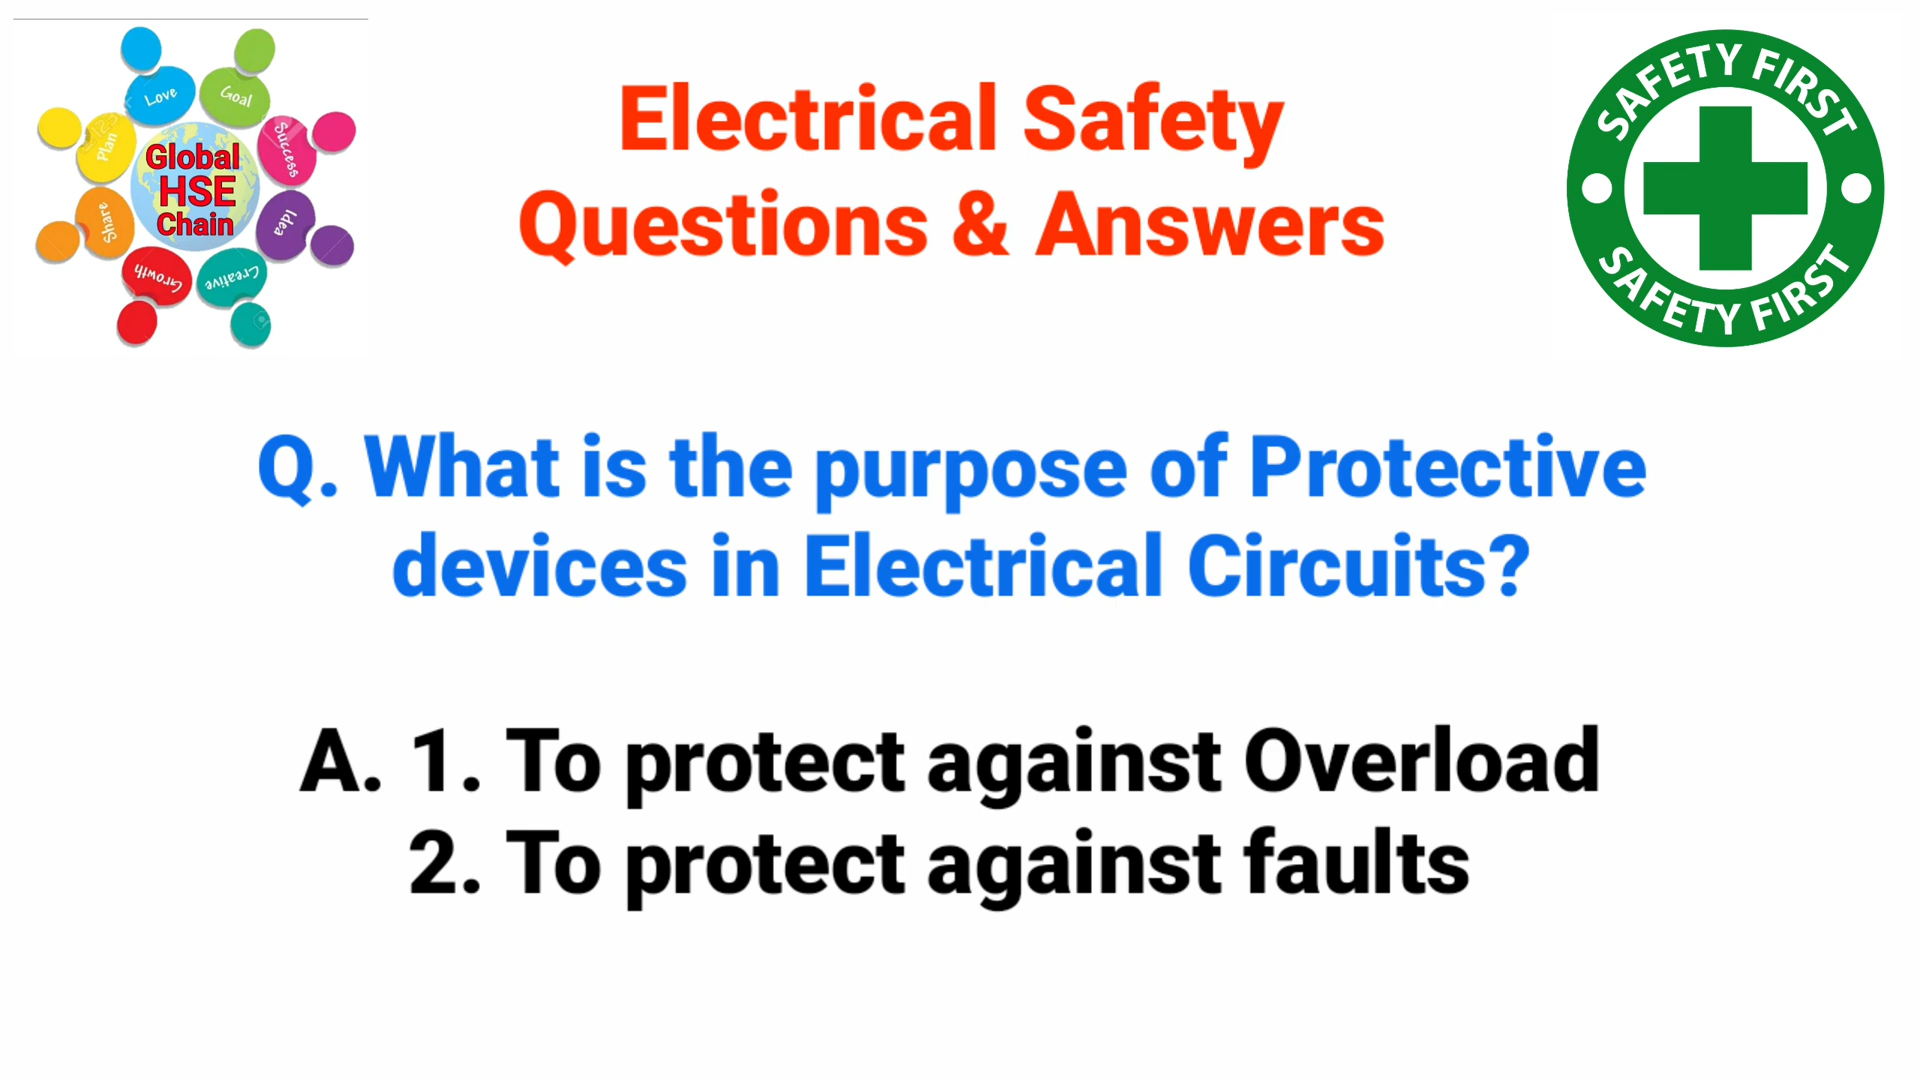 Love
Goal
Plan
Success
Global
HSE
Chain
Share
Idea
Growth
Creative
Electrical Safety
Questions & Answers
SAFETY FIRST
SAFETY FIRST
Q. What is the purpose of Protective
devices in Electrical Circuits?
A. 1. To protect against Overload
2. To protect against faults